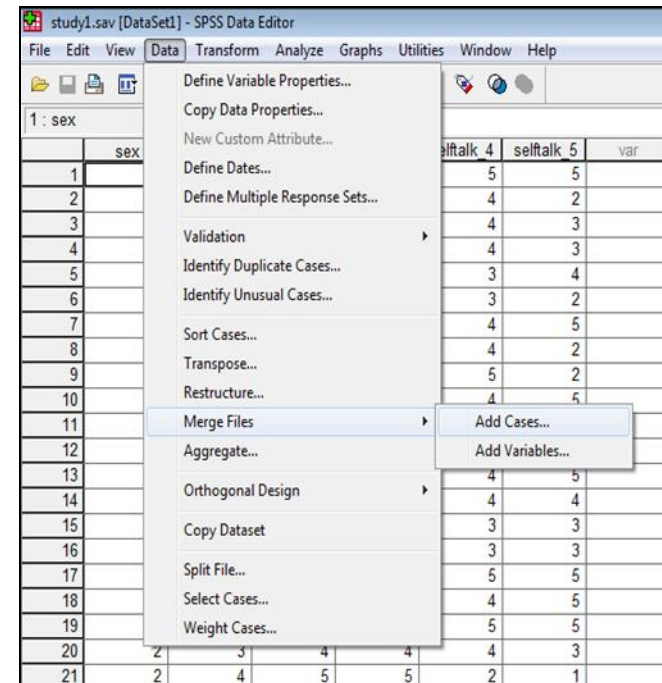 study1.sav [DataSet1] - SPSS Data Editor
File Edit View Data Transform Analyze Graphs Utilities Window Help
1 : sex
sex elftalk_4 selftalk_5 var
Define Variable Properties...
Copy Data Properties...
New Custom Attribute...
Define Dates...
Define Multiple Response Sets...
Validation
Identify Duplicate Cases...
Identify Unusual Cases...
Sort Cases...
Transpose...
Restructure...
Merge Files
Aggregate...
Orthogonal Design
Copy Dataset
Split File...
Select Cases...
Weight Cases...
Add Cases...
Add Variables...
1 5 5
2 4 2
3 4 3
4 4 3
5 3 4
6 3 2
7 4 5
8 4 2
9 5 2
10 4 5
11
12
13 4 5
14 4 4
15 3 3
16 3 3
17 5 5
18 4 5
19 5 5
20 2 3 4 4 4 3
21 2 4 5 5 2 1